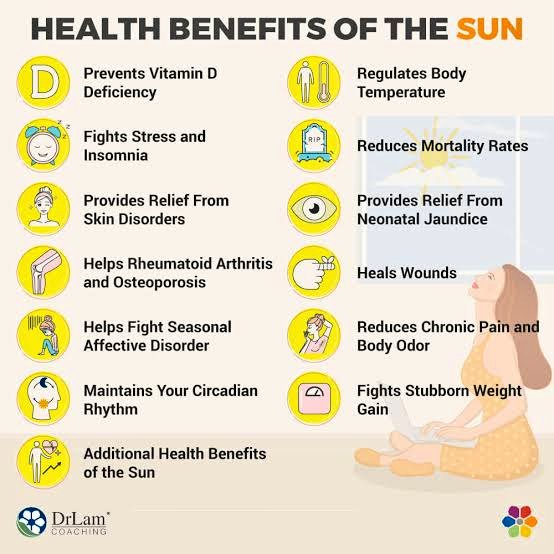 HEALTH BENEFITS OF THE SUN
D
Prevents Vitamin D
Deficiency
Fights Stress and
Insomnia
Provides Relief From
Skin Disorders
Helps Rheumatoid Arthritis
and Osteoporosis
Helps Fight Seasonal
Affective Disorder
Maintains Your Circadian
Rhythm
Additional Health Benefits
of the Sun
Regulates Body
Temperature
RIP
Reduces Mortality Rates
Provides Relief From
Neonatal Jaundice
Heals Wounds
Reduces Chronic Pain and
Body Odor
Fights Stubborn Weight
Gain
DrLam®
COACHING